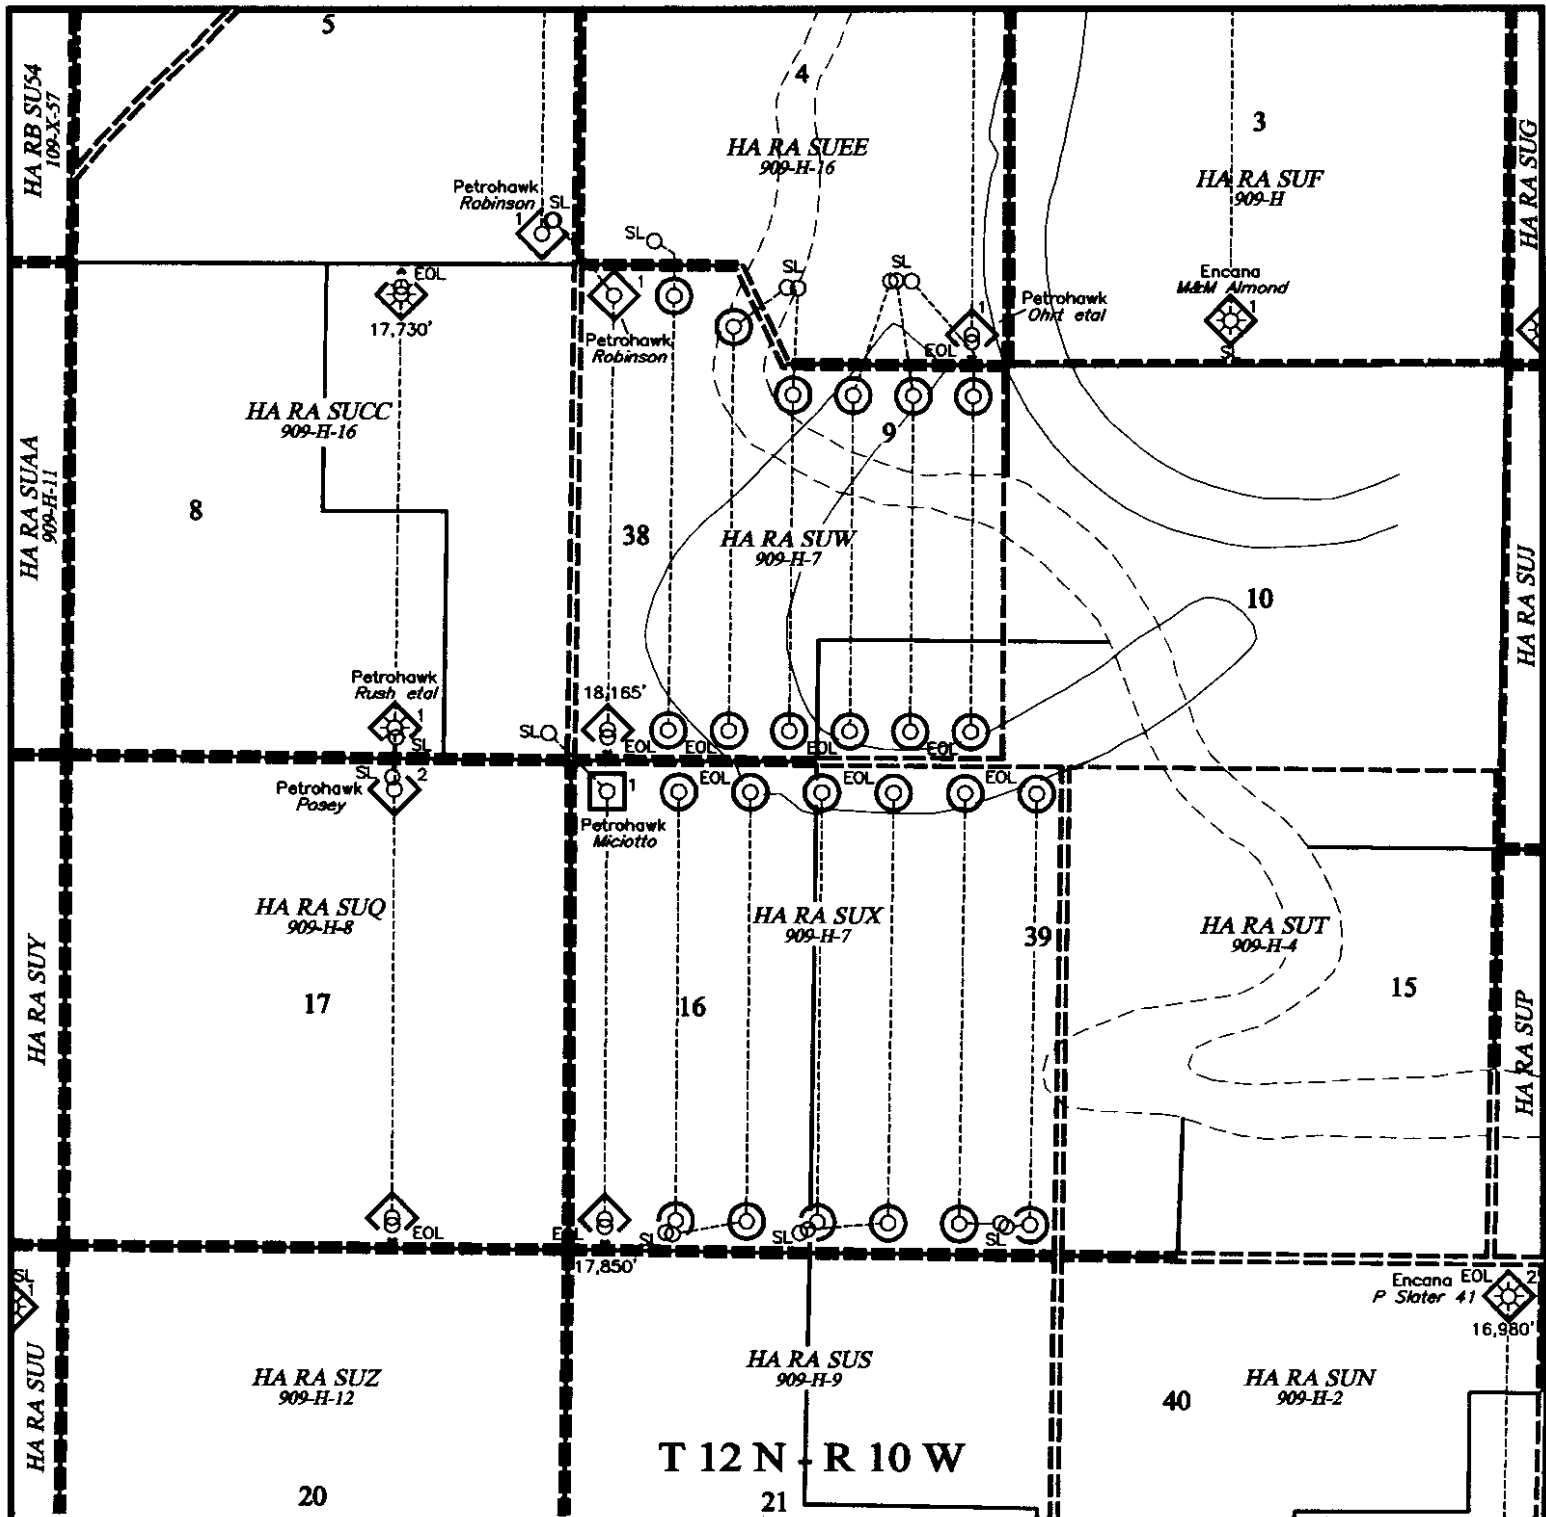 5
4
3
HA RB SU54
109-X-57
HA RA SUEE
909-H-16
HA RA SUF
909-H
HA RA SUG
Petrohawk
Robinson
SL
1
SL
SL
SL
Encana
M&M Almond
1
SL
EOL
17,730'
1
Petrohawk
Robinson
1
Petrohawk
Ohrt etal
EOL
HA RA SUCC
909-H-16
9
HA RA SUAA
909-H-11
8
38
HA RA SUW
909-H-7
10
HA RA SUJ
Petrohawk
Rush etal
1
SL
18,165'
SL
EOL
EOL
EOL
EOL
SL
2
Petrohawk
Posey
1
Petrohawk
Miciotto
EOL
EOL
EOL
HA RA SUQ
909-H-8
HA RA SUX
909-H-7
39
HA RA SUT
909-H-4
HA RA SUY
17
16
15
HA RA SUP
EOL
EOL
SL
SL
SL
17,850'
SL
1
Encana
P Slater 41
EOL
2
16,980'
HA RA SUU
HA RA SUZ
909-H-12
HA RA SUS
909-H-9
HA RA SUN
909-H-2
40
T 12 N - R 10 W
20
21